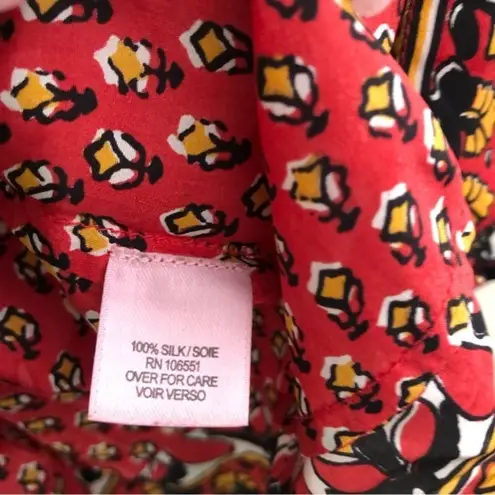 100% SILK/SOIE
RN 106551
OVER FOR CARE
VOIR VERSO